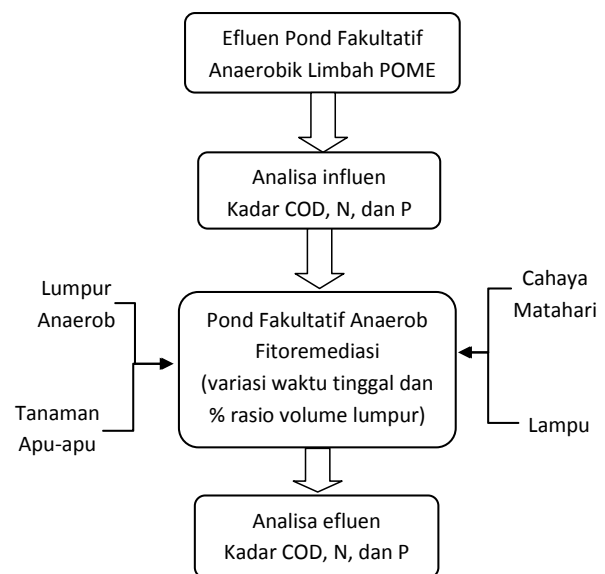 Efluen Pond Fakultatif
Anaerobik Limbah POME
Analisa influen
Kadar COD, N, dan P
Lumpur
Anaerob
Tanaman
Apu-apu
Pond Fakultatif Anaerob
Fitoremediasi
(variasi waktu tinggal dan
% rasio volume lumpur)
Cahaya
Matahari
Lampu
Analisa efluen
Kadar COD, N, dan P